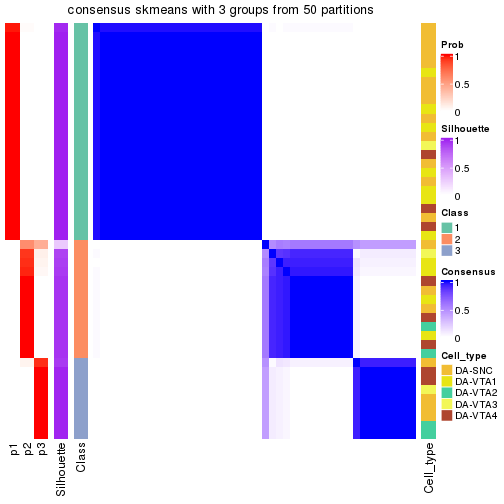 consensus skmeans with 3 groups from 50 partitions
Prob
1
0.5
0
Silhouette
1
0.5
0
Class
1
2
3
Consensus
1
0.5
0
Cell_type
DA-SNC
DA-VTA1
DA-VTA2
DA-VTA3
DA-VTA4
p1
p2
p3
Silhouette
Class
Cell_type